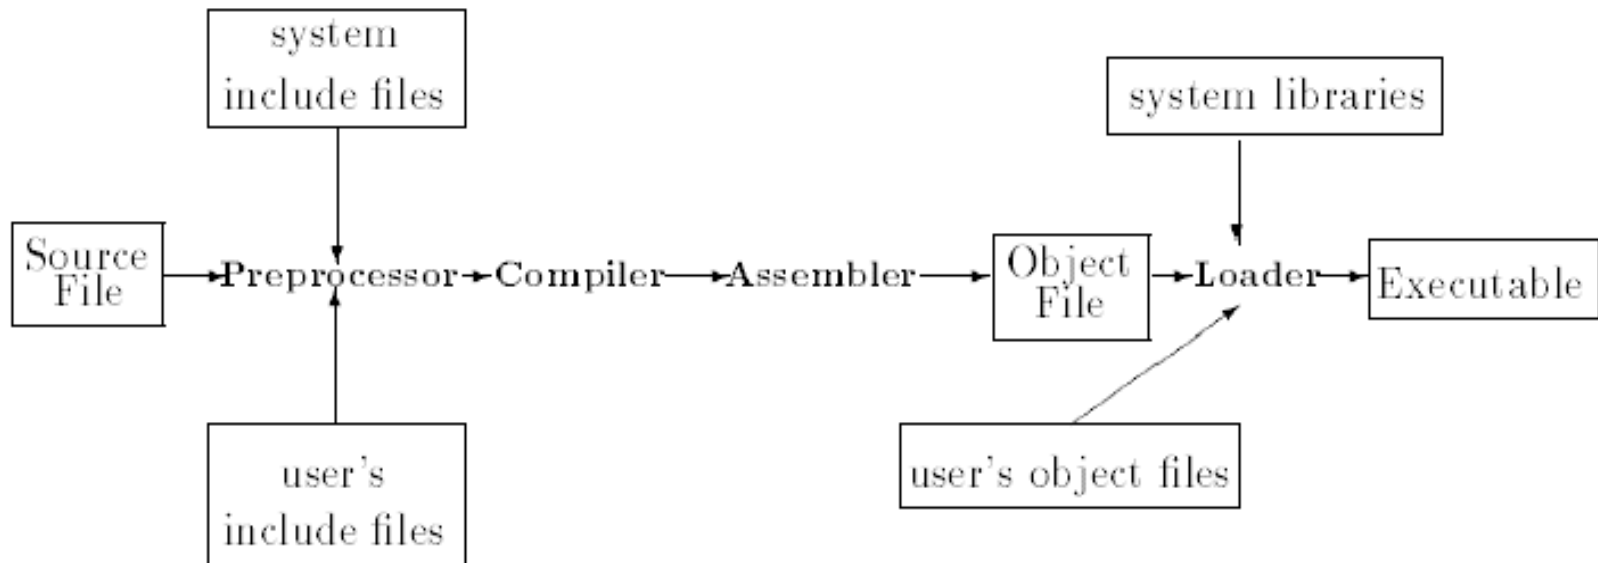 system
include files
system libraries
Source
File
Preprocessor
Compiler
Assembler
Object
File
Loader
Executable
user's
include files
user's object files